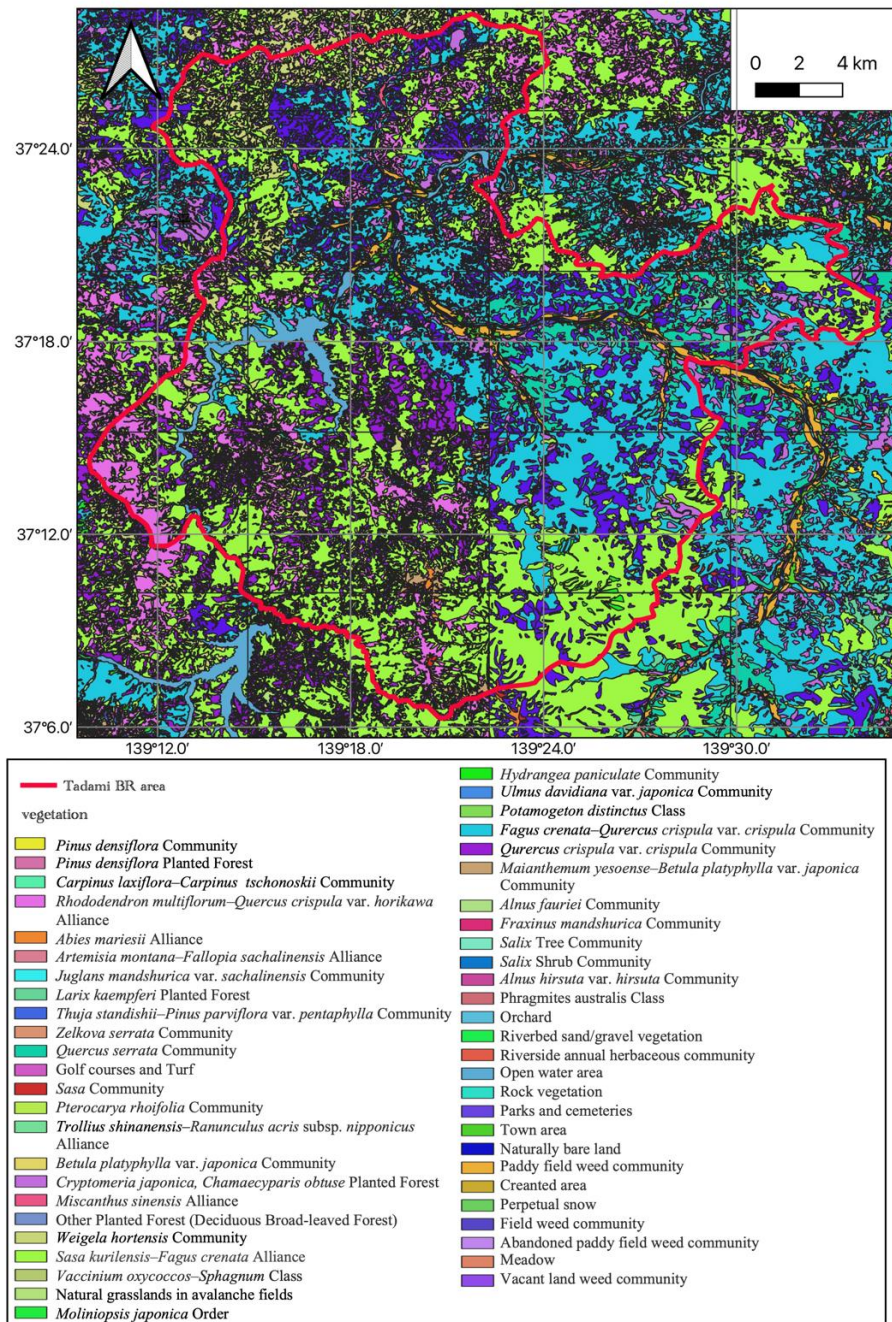 0 2 4 km
37°24.0′
37°18.0′
37°12.0′
37°6.0′
139°12.0′ 139°18.0′ 139°24.0′ 139°30.0′
Tadami BR area
vegetation
Pinus densiflora Community
Pinus densiflora Planted Forest
Carpinus laxiflora–Carpinus tschonoskii Community
Rhododendron multiflorum–Quercus crispula var. horikawa
Alliance
Abies mariesii Alliance
Artemisia montana–Fallopia sachalinensis Alliance
Juglans mandshurica var. sachalinensis Community
Larix kaempferi Planted Forest
Thuja standishii–Pinus parviflora var. pentaphylla Community
Zelkova serrata Community
Quercus serrata Community
Golf courses and Turf
Sasa Community
Pterocarya rhoifolia Community
Trollius shinanensis–Ranunculus acris subsp. nipponicus
Alliance
Betula platyphylla var. japonica Community
Cryptomeria japonica, Chamaecyparis obtuse Planted Forest
Miscanthus sinensis Alliance
Other Planted Forest (Deciduous Broad-leaved Forest)
Weigela hortensis Community
Sasa kurilensis–Fagus crenata Alliance
Vaccinium oxycoccos–Sphagnum Class
Natural grasslands in avalanche fields
Moliniopsis japonica Order
Hydrangea paniculate Community
Ulmus davidiana var. japonica Community
Potamogeton distinctus Class
Fagus crenata–Qurercus crispula var. crispula Community
Qurercus crispula var. crispula Community
Maianthemum yesoense–Betula platyphylla var. japonica
Community
Alnus fauriei Community
Fraxinus mandshurica Community
Salix Tree Community
Salix Shrub Community
Alnus hirsuta var. hirsuta Community
Phragmites australis Class
Orchard
Riverbed sand/gravel vegetation
Riverside annual herbaceous community
Open water area
Rock vegetation
Parks and cemeteries
Town area
Naturally bare land
Paddy field weed community
Creanted area
Perpetual snow
Field weed community
Abandoned paddy field weed community
Meadow
Vacant land weed community